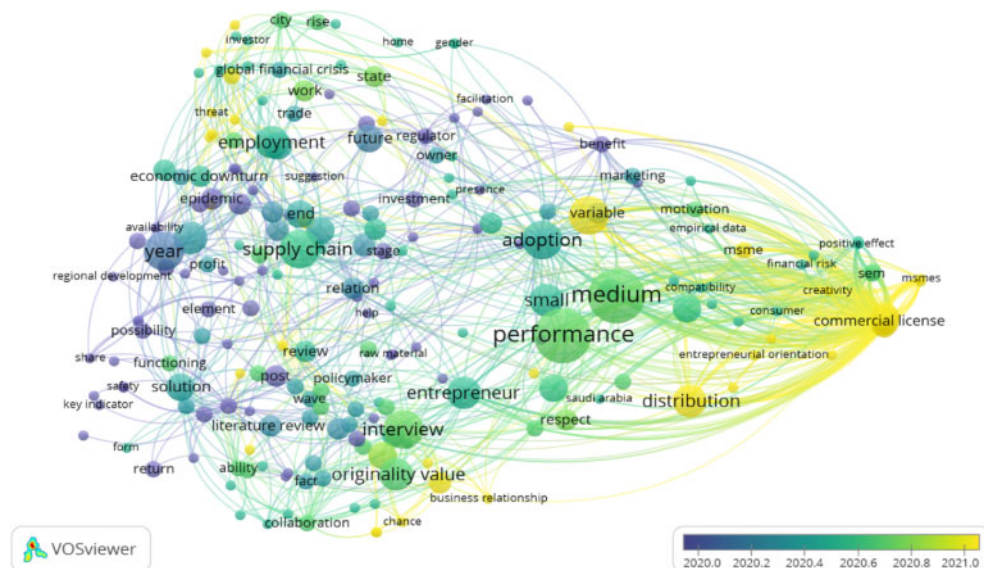 city
rise
investor
home
gender
global financial crisis
state
work
facilitation
threat
trade
employment
future
regulator
benefit
owner
economic downturn
suggestion
marketing
epidemic
presence
investment
end
variable
motivation
availability
empirical data
year
supply chain
stage
adoption
positive effect
profit
msme
financial risk
regional development
sem
msmes
relation
compatibility
creativity
small
medium
element
help
consumer
commercial license
possibility
performance
share
review
raw material
entrepreneurial orientation
functioning
post
policymaker
safety
solution
entrepreneur
wave
saudi arabia
distribution
key indicator
literature review
interview
respect
form
return
ability
fact
originality value
business relationship
collaboration
chance
VOSviewer
2020.0 2020.2 2020.4 2020.6 2020.8 2021.0